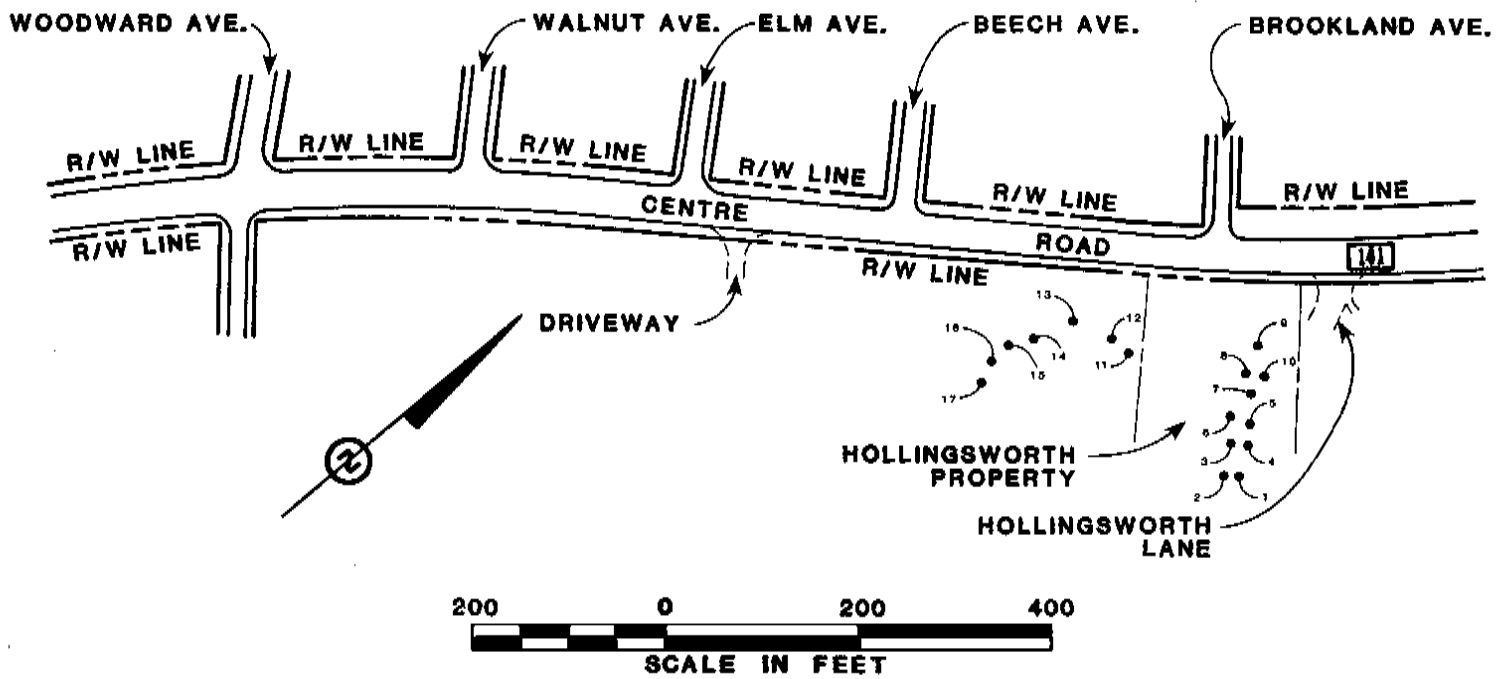 WOODWARD AVE.
WALNUT AVE.
ELM AVE.
BEECH AVE.
BROOKLAND AVE.
R/W LINE
R/W LINE
R/W LINE
R/W LINE
R/W LINE
R/W LINE
CENTRE
ROAD
141
R/W LINE
R/W LINE
DRIVEWAY
13
12
16
14
15
11
17
9
8
10
7
5
6
3
4
2
1
HOLLINGSWORTH
PROPERTY
HOLLINGSWORTH
LANE
N
200 0 200 400
SCALE IN FEET